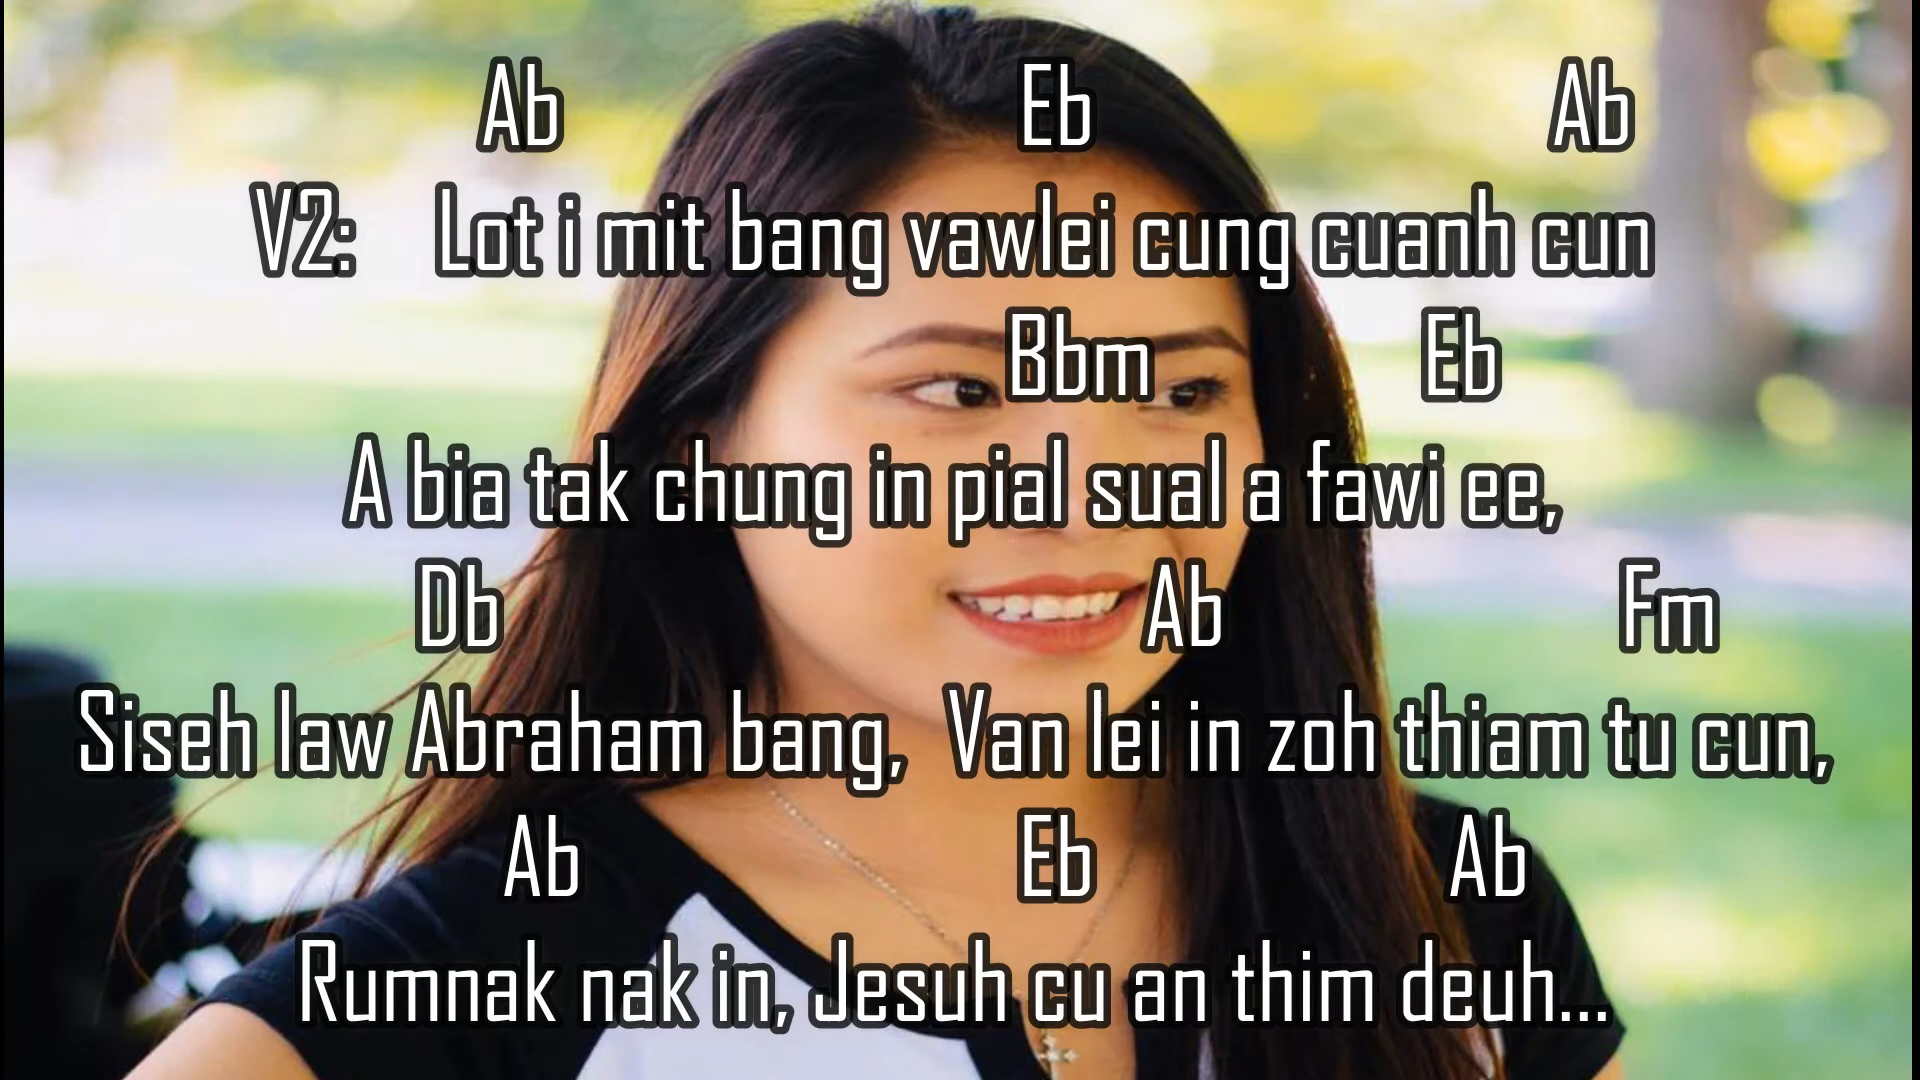 Ab Eb Ab
V2: Lot i mit bang vawlei cung cuanh cun
Bbm Eb
A bia tak chung in pial sual a fawi ee,
Db Ab Fm
Siseh law Abraham bang, Van lei in zoh thiam tu cun,
Ab Eb Ab
Rumnak nak in, Jesuh cu an thim deuh...